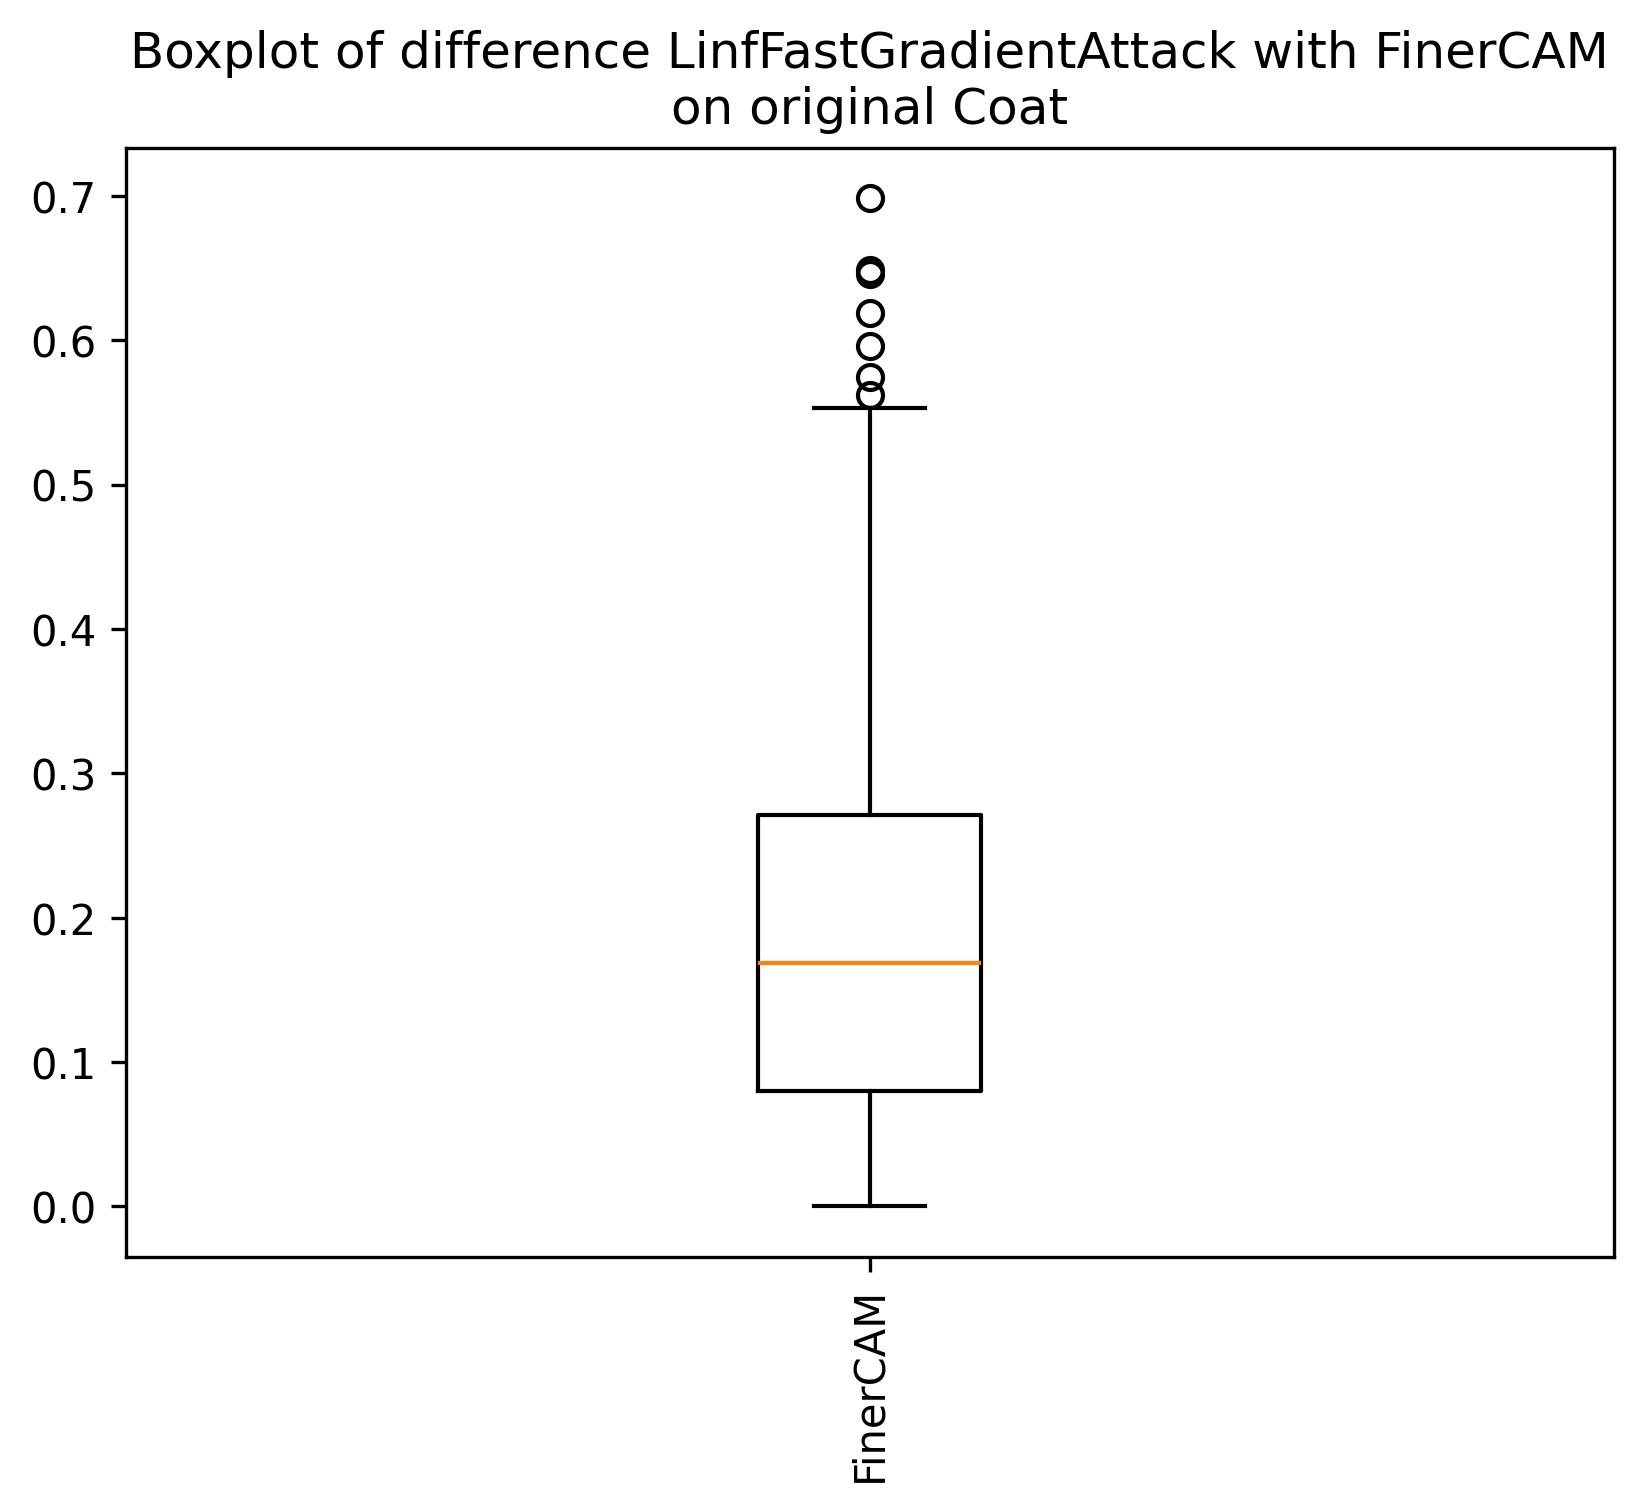 Boxplot of difference LinfFastGradientAttack with FinerCAM
on original Coat
0.7
0.6
0.5
0.4
0.3
0.2
0.1
0.0
FinerCAM